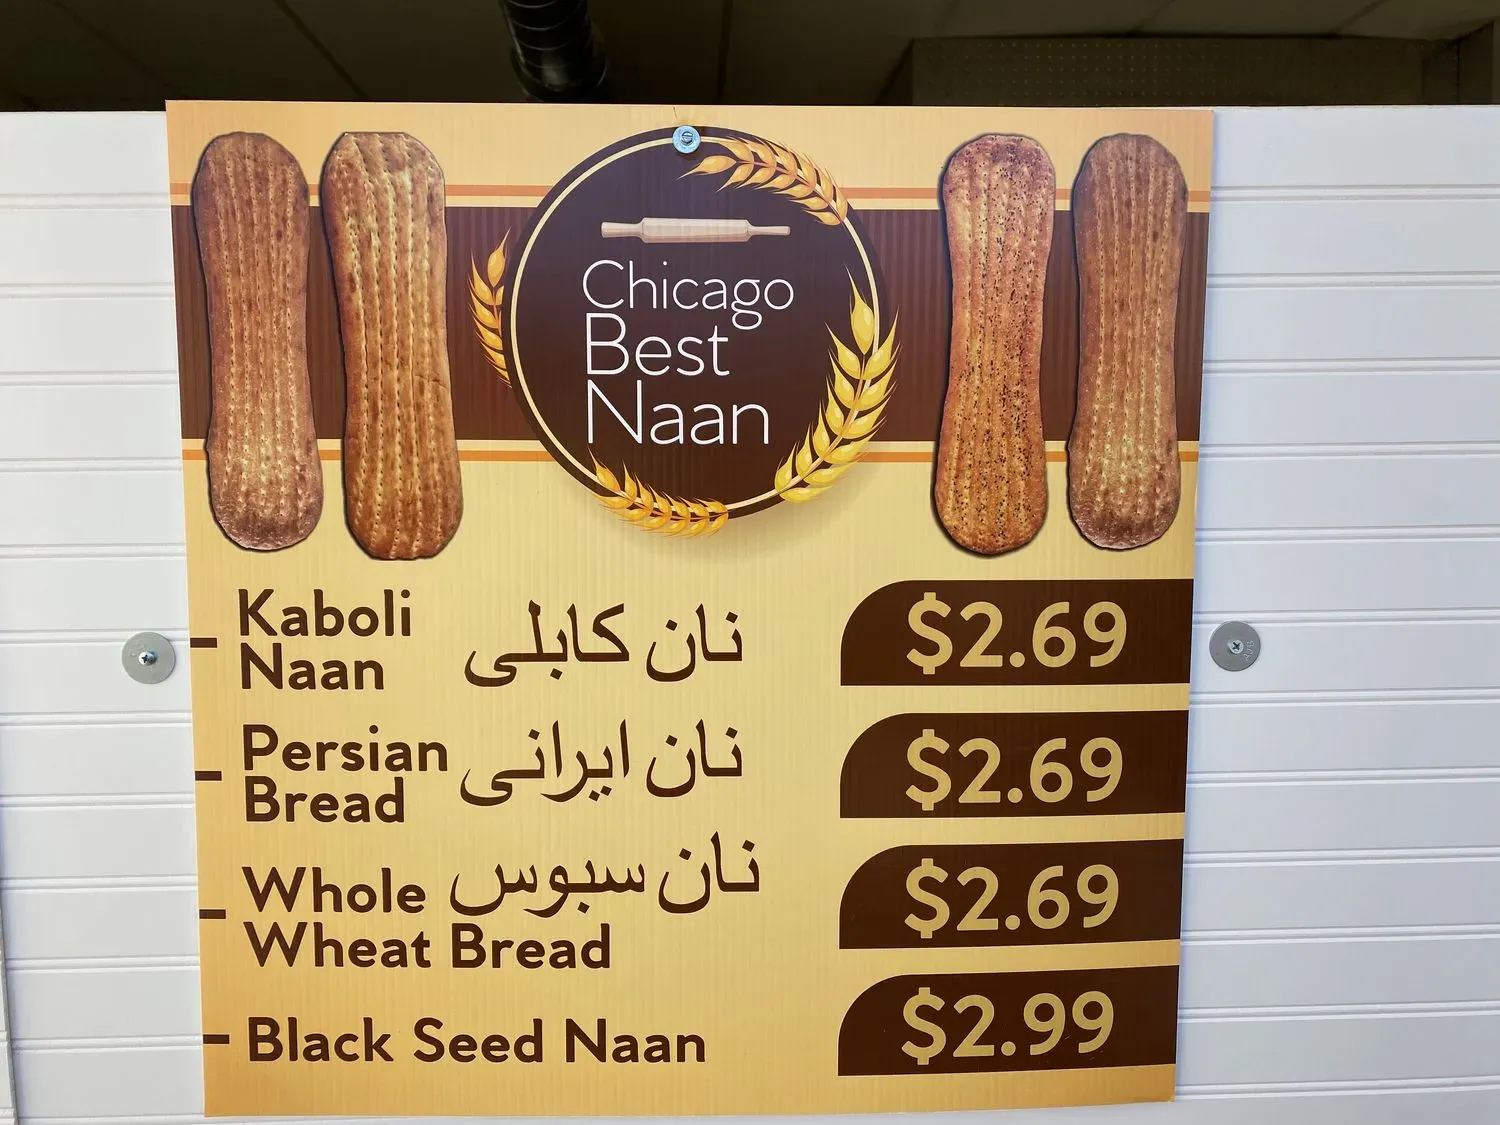 Chicago
Best
Naan
Kaboli
Naan
نان کابلی
$2.69
Persian
Bread
نان ایرانی
$2.69
Whole
نان سبوس
Wheat Bread
$2.69
Black Seed Naan
$2.99